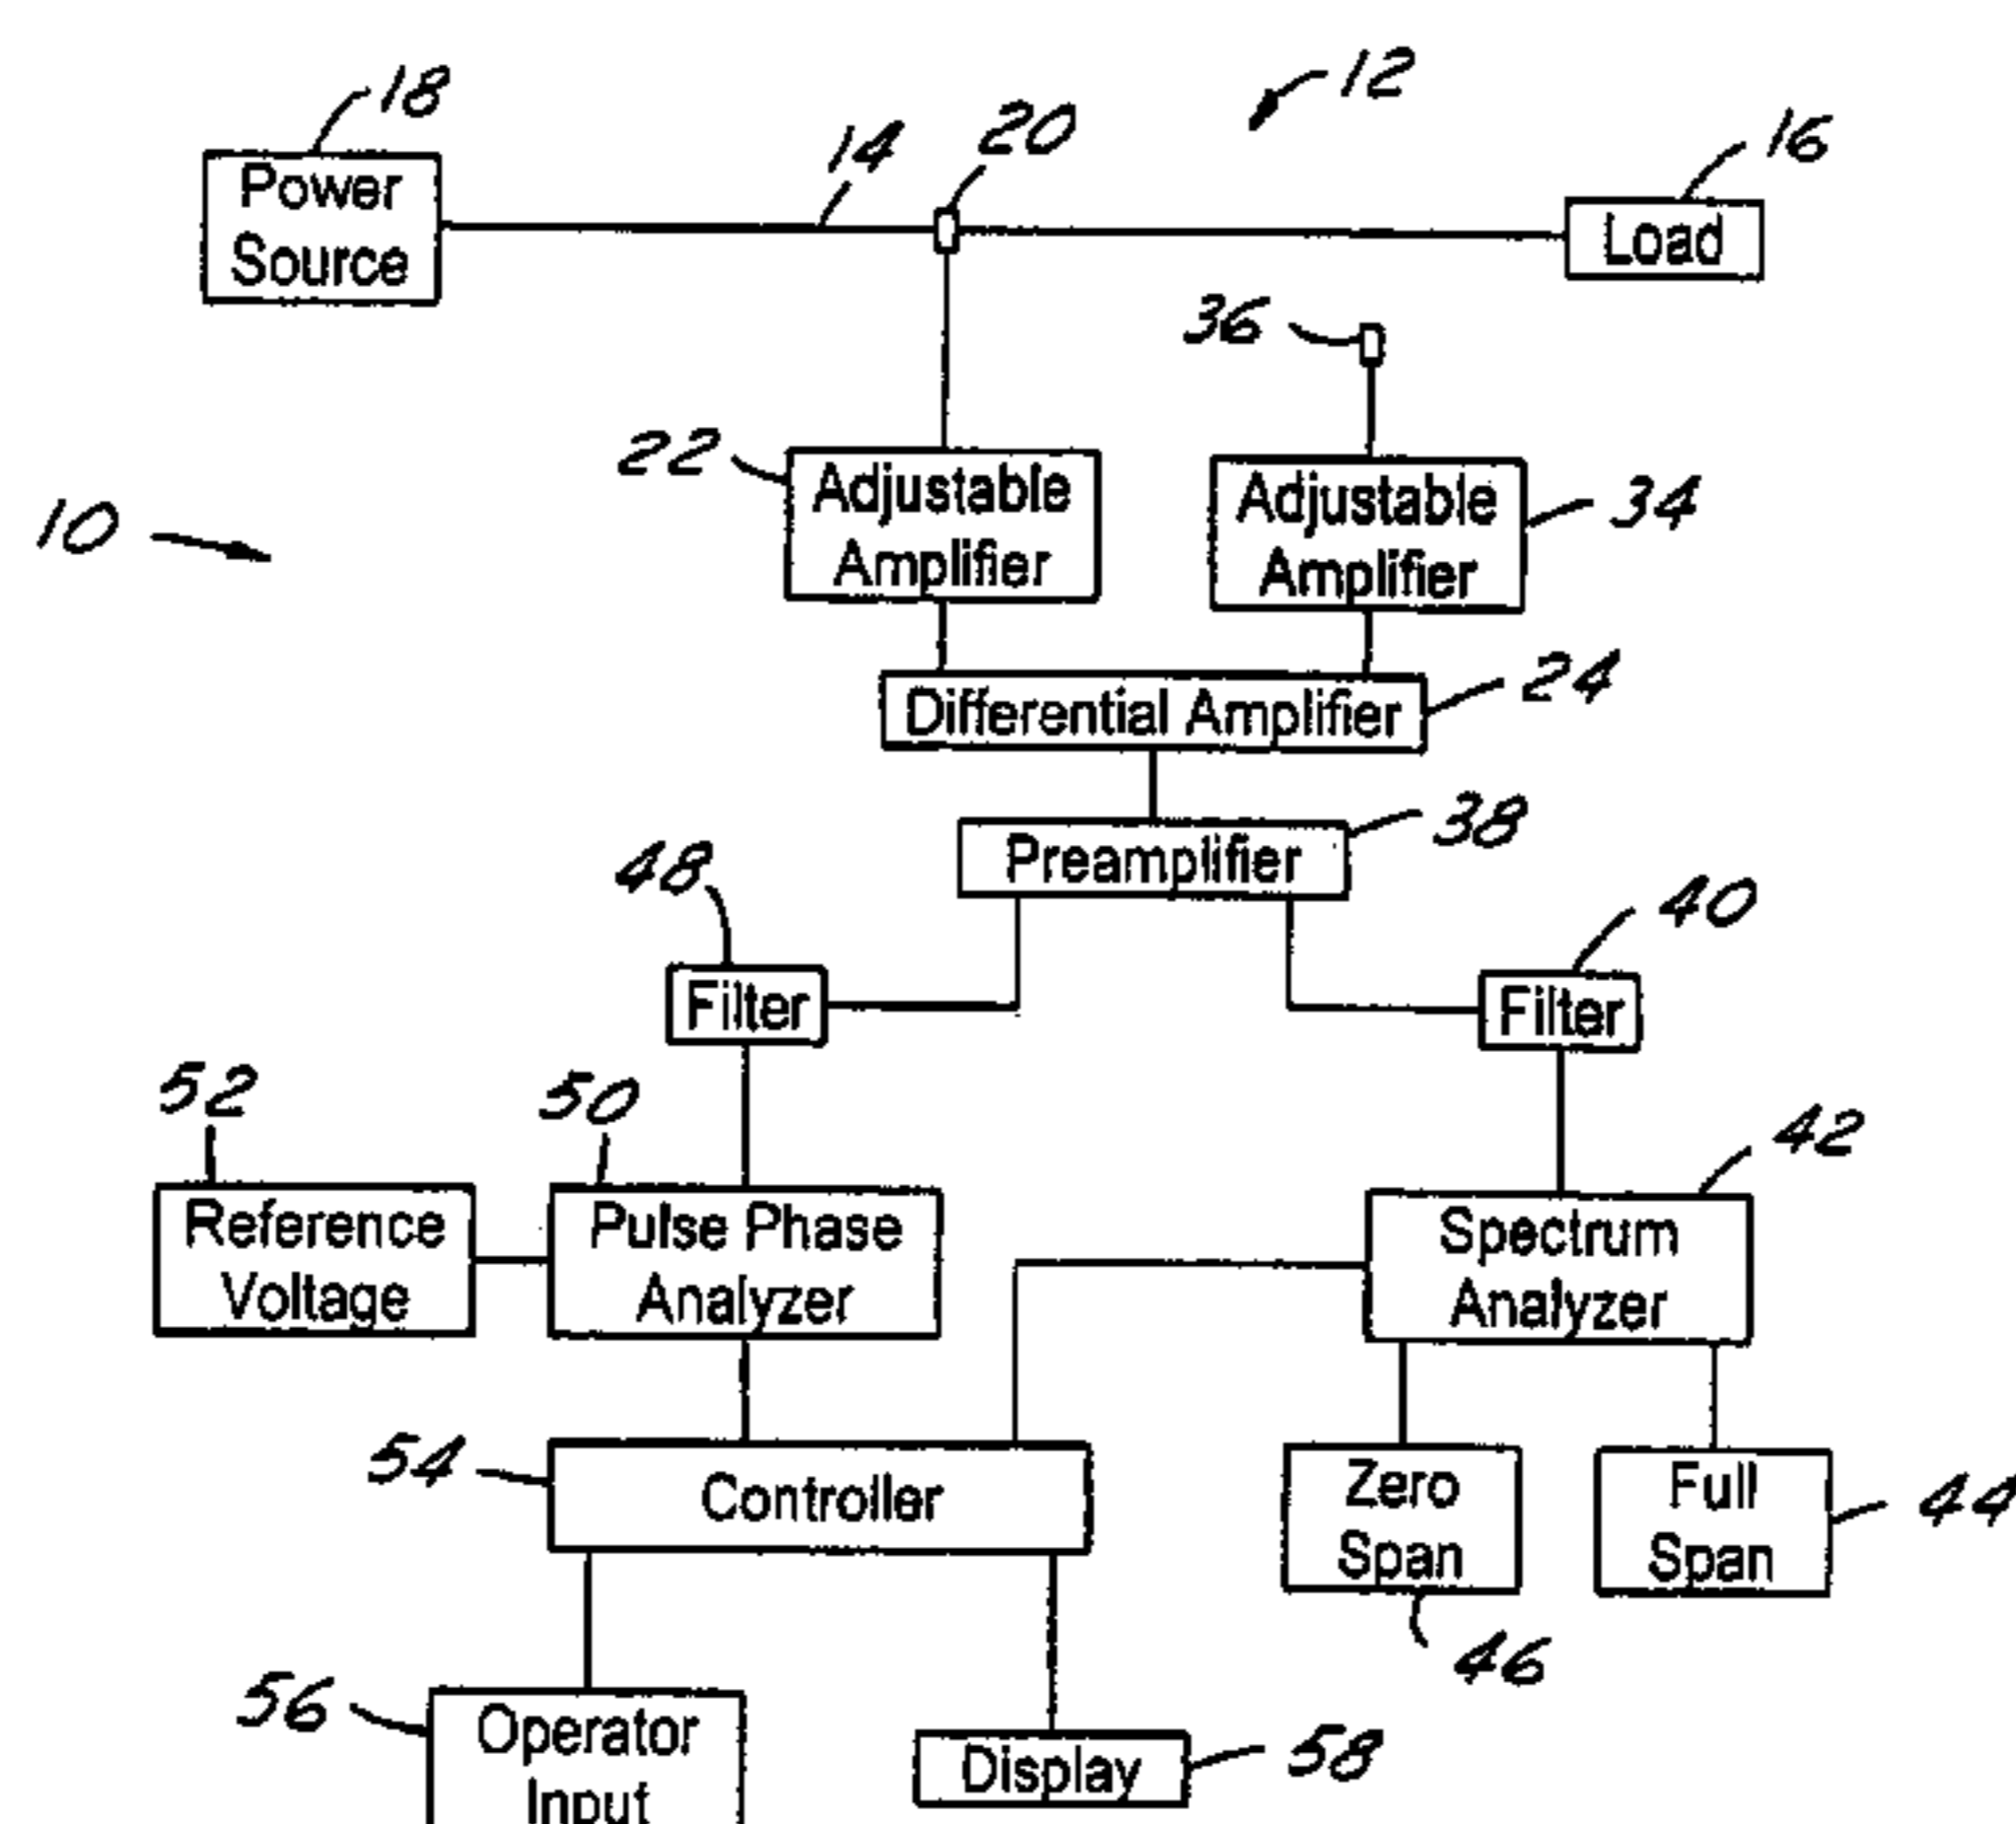 18
12
20
14
16
Power
Source
Load
36
22
Adjustable
Amplifier
Adjustable
Amplifier
34
10
24
Differential Amplifier
38
Preamplifier
48
40
Filter
Filter
52
50
42
Reference
Voltage
Pulse Phase
Analyzer
Spectrum
Analyzer
54
Controller
Zero
Span
Full
Span
44
46
56
Operator
Input
Display
58